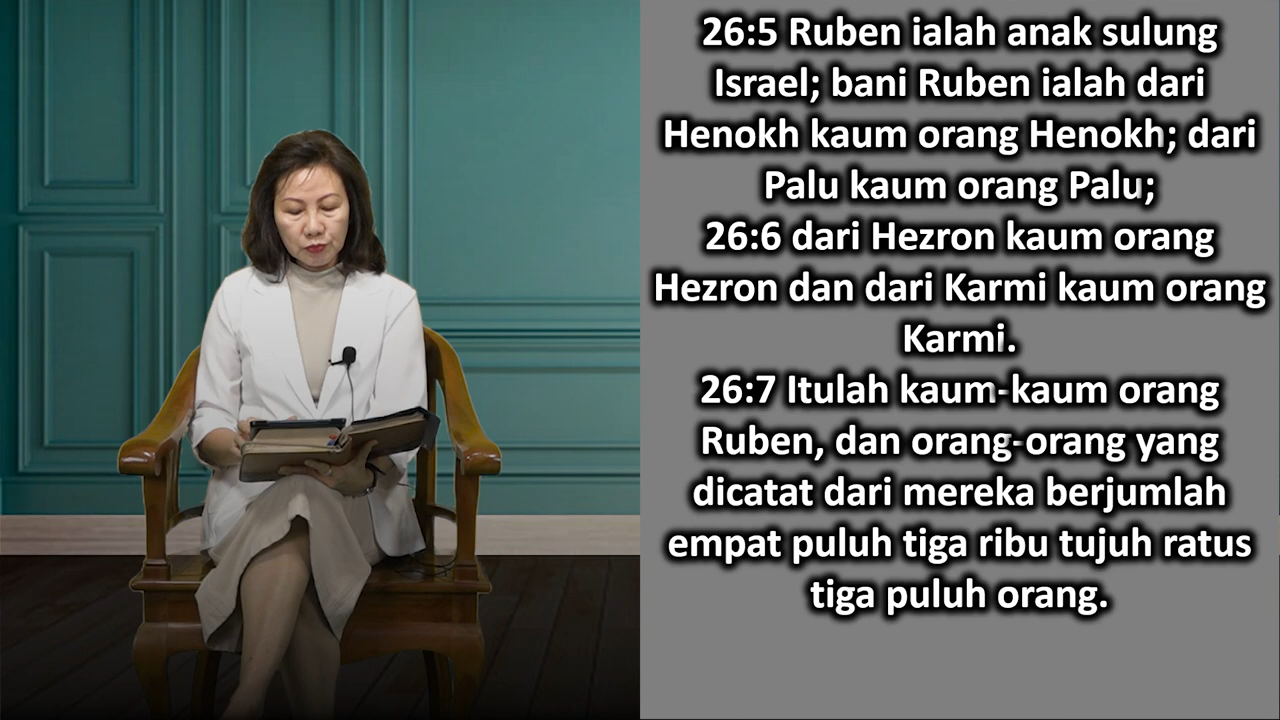 26:5 Ruben ialah anak sulung
Israel; bani Ruben ialah dari
Henokh kaum orang Henokh; dari
Palu kaum orang Palu;
26:6 dari Hezron kaum orang
Hezron dan dari Karmi kaum orang
Karmi.
26:7 Itulah kaum-kaum orang
Ruben, dan orang-orang yang
dicatat dari mereka berjumlah
empat puluh tiga ribu tujuh ratus
tiga puluh orang.